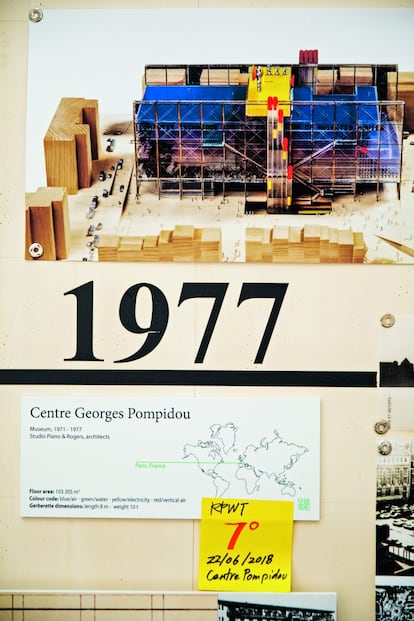 1977
Centre Georges Pompidou
Museum, 1971 - 1977
Studio Piano & Rogers, architects
Paris, France
Floor area: 103.305 m²
Colour code: blue/air - green/water - yellow/electricity - red/vertical air
Gerberette dimensions: length 8 m - weight 10 t
RPWT
7°
22/06/2018
Centre Pompidou